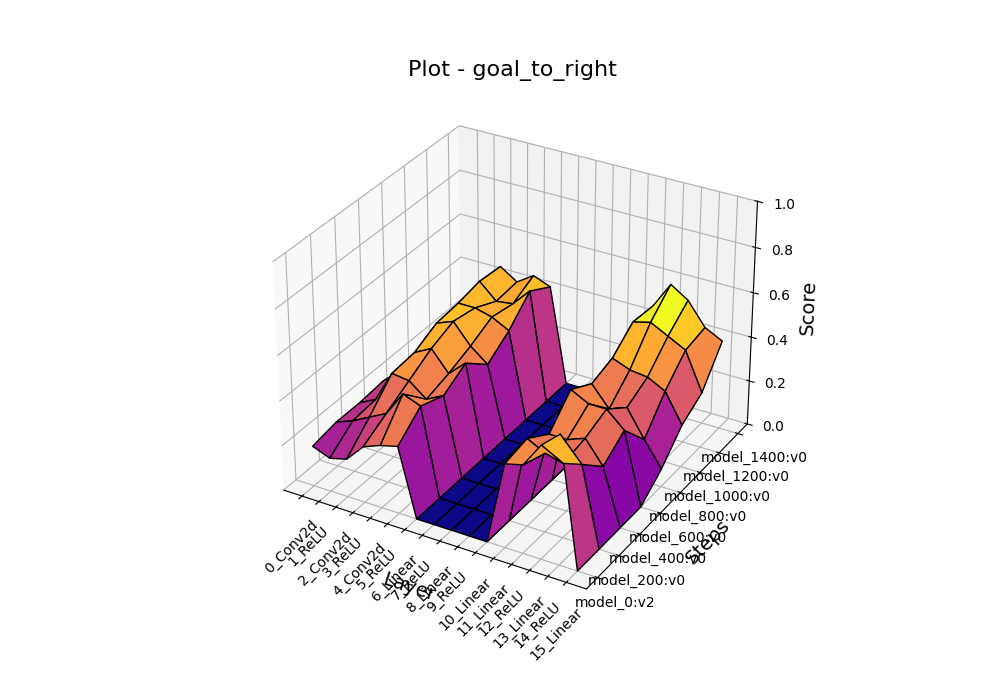 Plot - goal_to_right
1.0
0.8
0.6
0.4
0.2
0.0
Score
model_1400:v0
model_1200:v0
model_1000:v0
model_800:v0
model_600:v0
model_400:v0
model_200:v0
model_0:v2
steps
0_Conv2d
1_ReLU
2_Conv2d
3_ReLU
4_Conv2d
5_ReLU
6_Linear
7_ReLU
8_Linear
9_ReLU
10_Linear
11_Linear
12_ReLU
13_Linear
14_ReLU
15_Linear